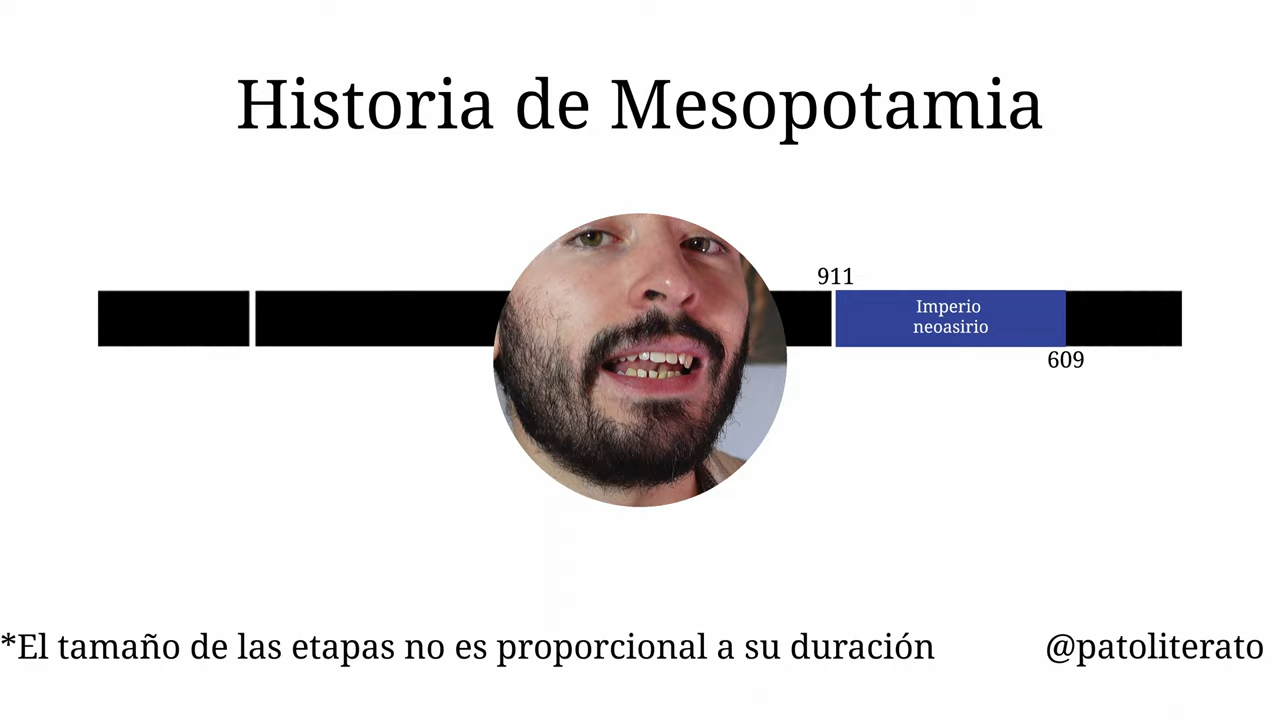 Historia de Mesopotamia
911
Imperio
neoasirio
609
*El tamaño de las etapas no es proporcional a su duración
@patoliterato